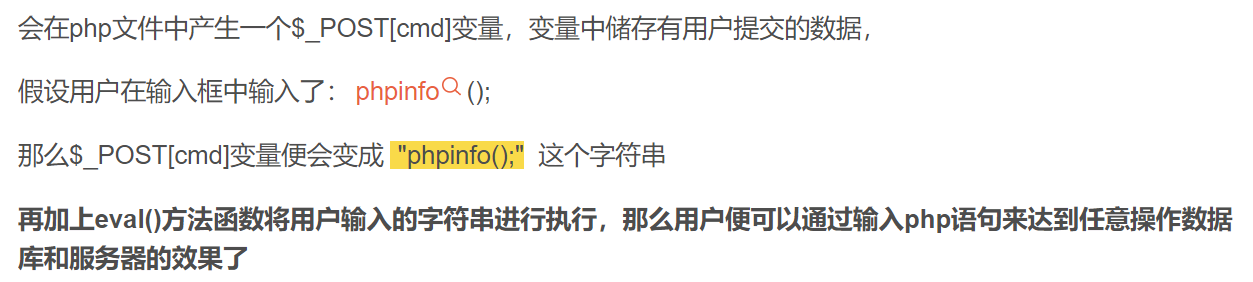 会在php文件中产生一个$_POST[cmd]变量，变量中储存有用户提交的数据，
假设用户在输入框中输入了： phpinfo();
那么$_POST[cmd]变量便会变成 "phpinfo();" 这个字符串
再加上eval()方法函数将用户输入的字符串进行执行，那么用户便可以通过输入php语句来达到任意操作数据
库和服务器的效果了